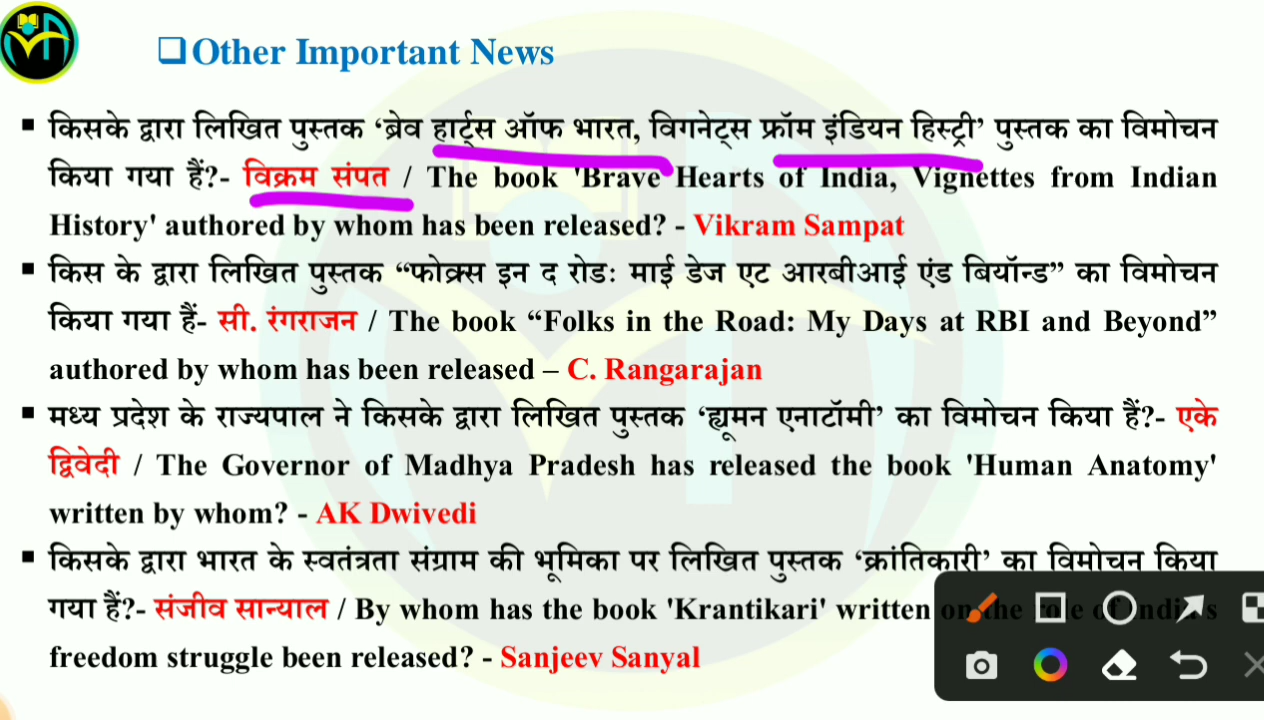 Other Important News
किसके द्वारा लिखित पुस्तक ‘ब्रेव हार्ट्स ऑफ भारत, विगनेट्स फ्रॉम इंडियन हिस्ट्री’ पुस्तक का विमोचन
किया गया हैं?- विक्रम संपत / The book 'Brave Hearts of India, Vignettes from Indian
History' authored by whom has been released? - Vikram Sampat
किस के द्वारा लिखित पुस्तक “फोक्र्स इन द रोडः माई डेज एट आरबीआई एंड बियॉन्ड” का विमोचन
किया गया हैं- सी. रंगराजन / The book “Folks in the Road: My Days at RBI and Beyond”
authored by whom has been released – C. Rangarajan
मध्य प्रदेश के राज्यपाल ने किसके द्वारा लिखित पुस्तक ‘ह्यूमन एनाटॉमी’ का विमोचन किया हैं?- एके
द्विवेदी / The Governor of Madhya Pradesh has released the book 'Human Anatomy'
written by whom? - AK Dwivedi
किसके द्वारा भारत के स्वतंत्रता संग्राम की भूमिका पर लिखित पुस्तक ‘क्रांतिकारी’ का विमोचन किया
गया हैं?- संजीव सान्याल / By whom has the book 'Krantikari' written on the role of India's
freedom struggle been released? - Sanjeev Sanyal